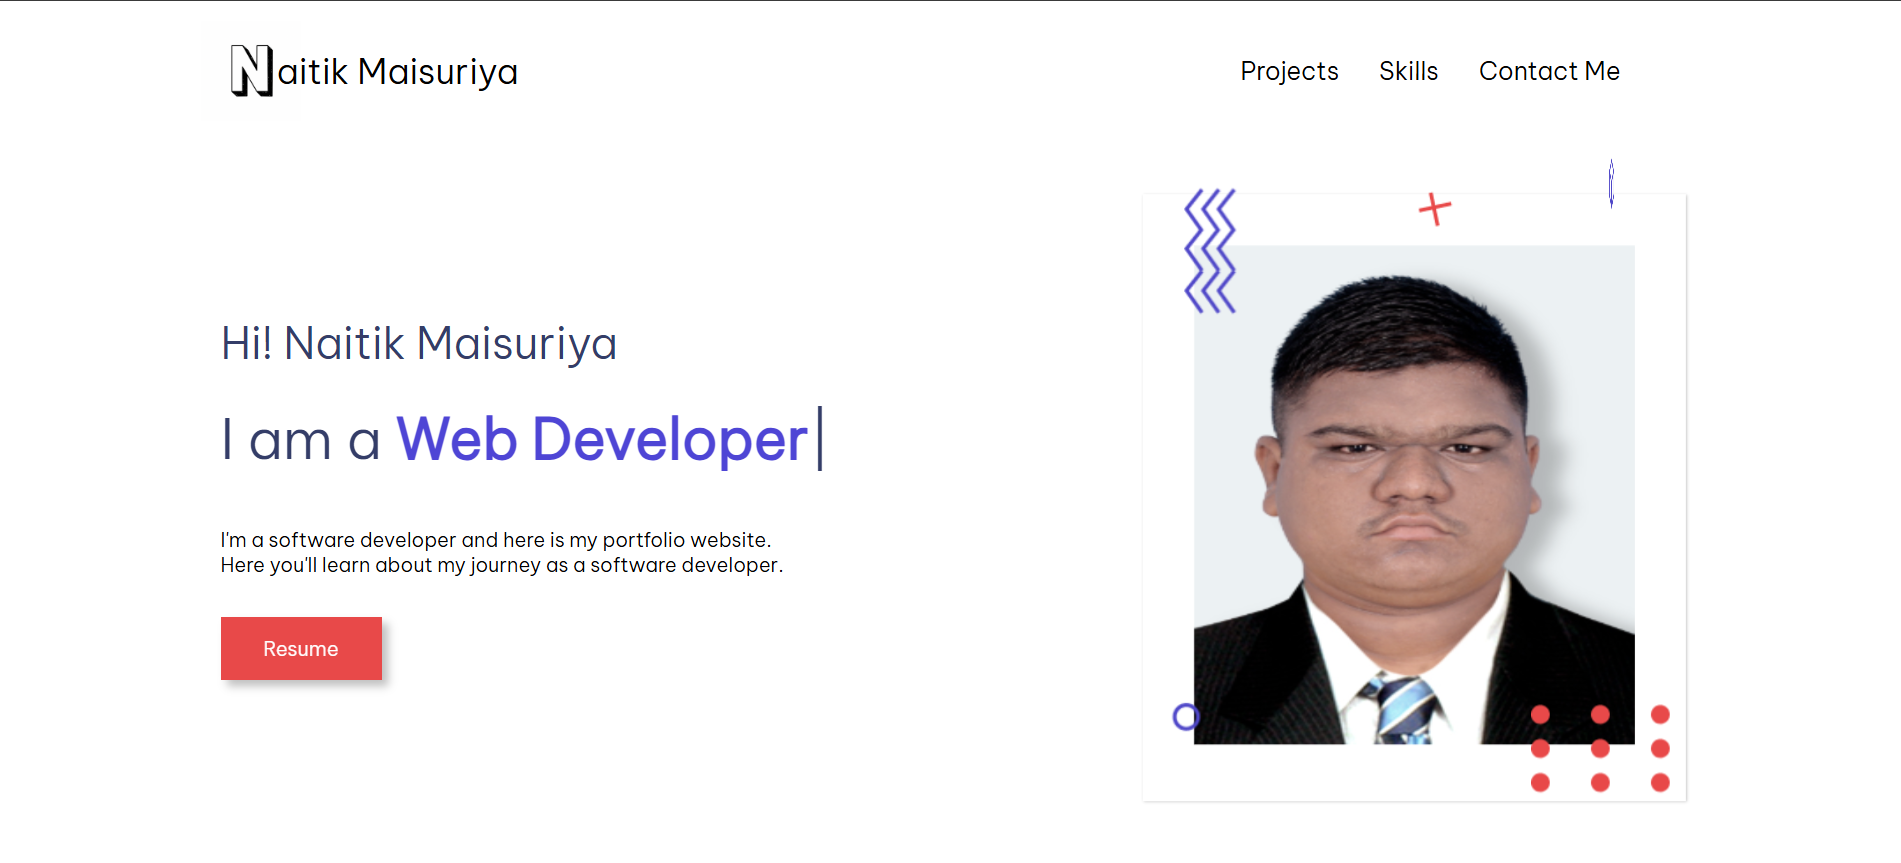 Naitik Maisuriya
Projects Skills Contact Me
Hi! Naitik Maisuriya
I am a Web Developer
I'm a software developer and here is my portfolio website.
Here you'll learn about my journey as a software developer.
Resume